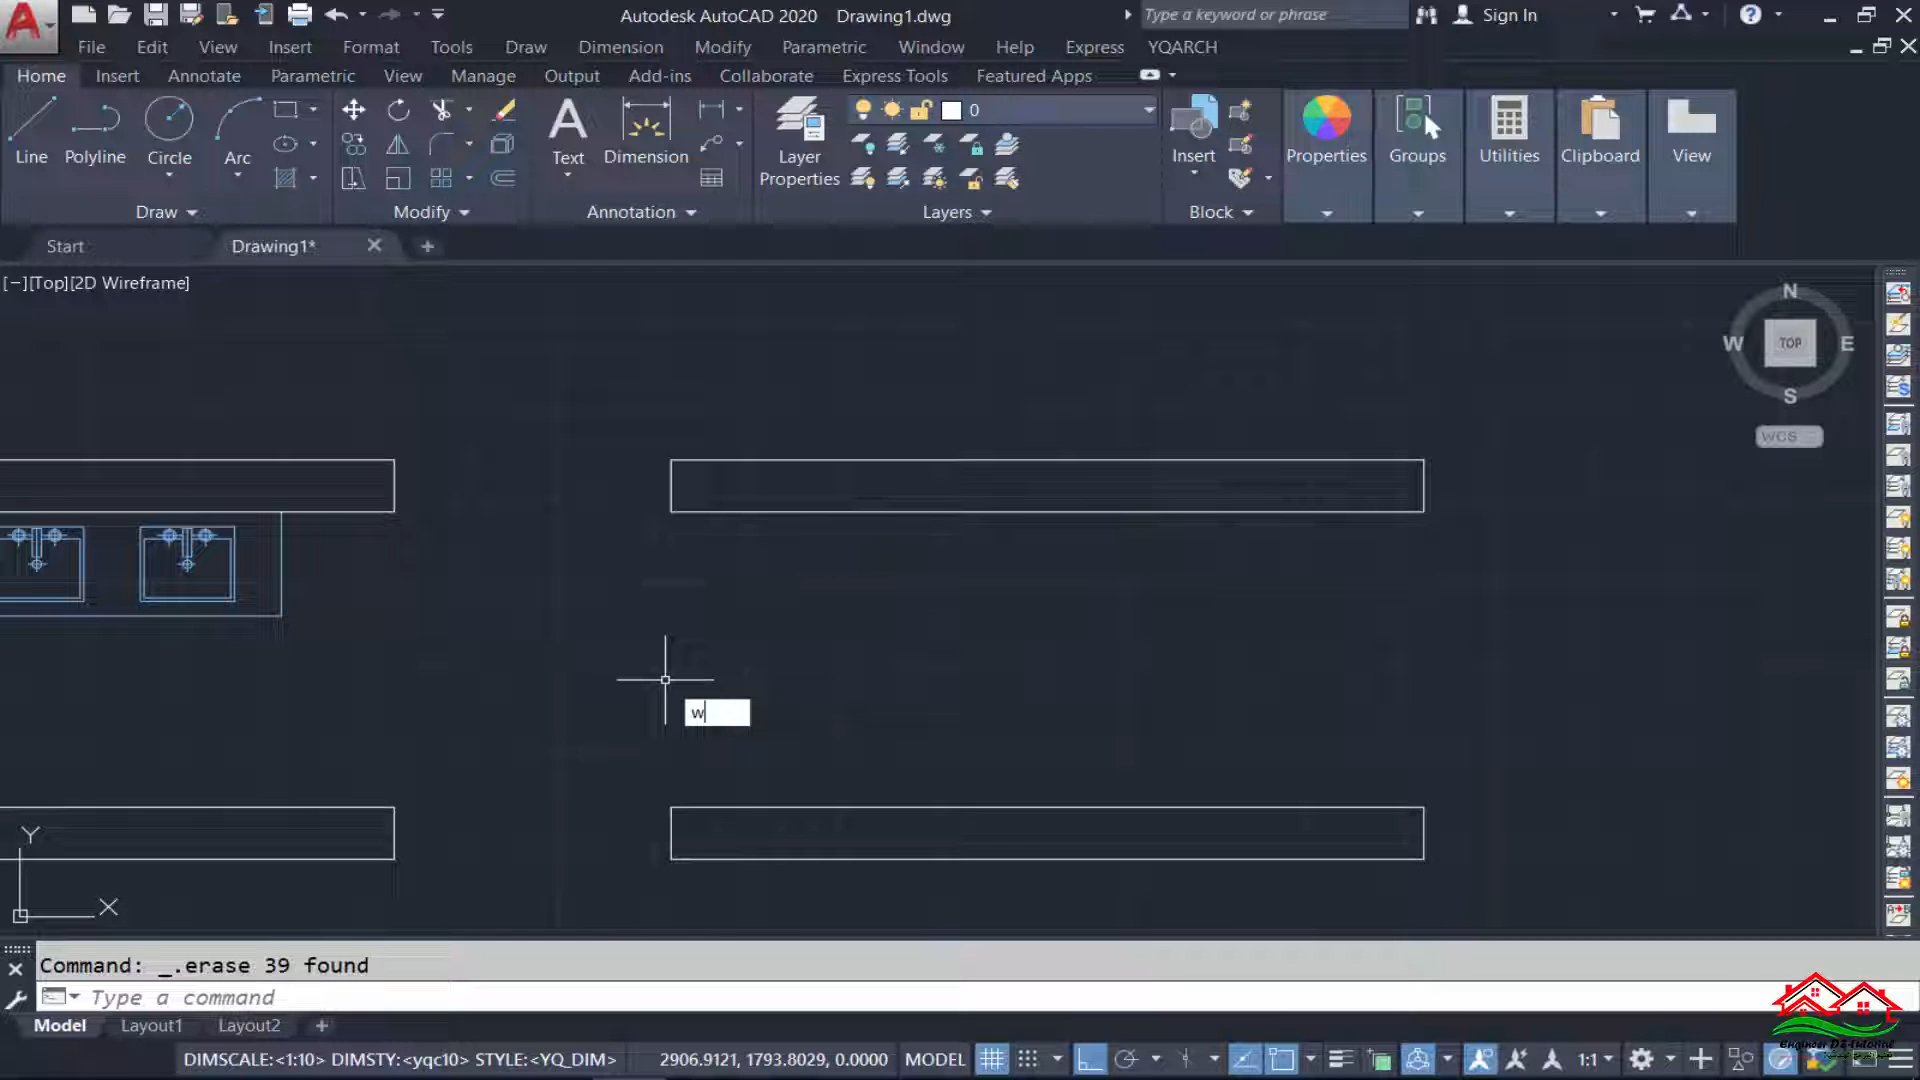 Autodesk AutoCAD 2020 Drawing1.dwg
Type a keyword or phrase
Sign In
File Edit View Insert Format Tools Draw Dimension Modify Parametric Window Help Express YQARCH
Home Insert Annotate Parametric View Manage Output Add-ins Collaborate Express Tools Featured Apps
0
Line Polyline Circle Arc Text Dimension Layer Properties Insert Properties Groups Utilities Clipboard View
Draw Modify Annotation Layers Block
Start Drawing1*
[−][Top][2D Wireframe]
N
W TOP E
S
WCS
w
Y
X
Command: _.erase 39 found
Type a command
Model Layout1 Layout2
DIMSCALE:<1:10> DIMSTY:<yqc10> STYLE:<YQ_DIM> 2906.9121, 1793.8029, 0.0000 MODEL 1:1